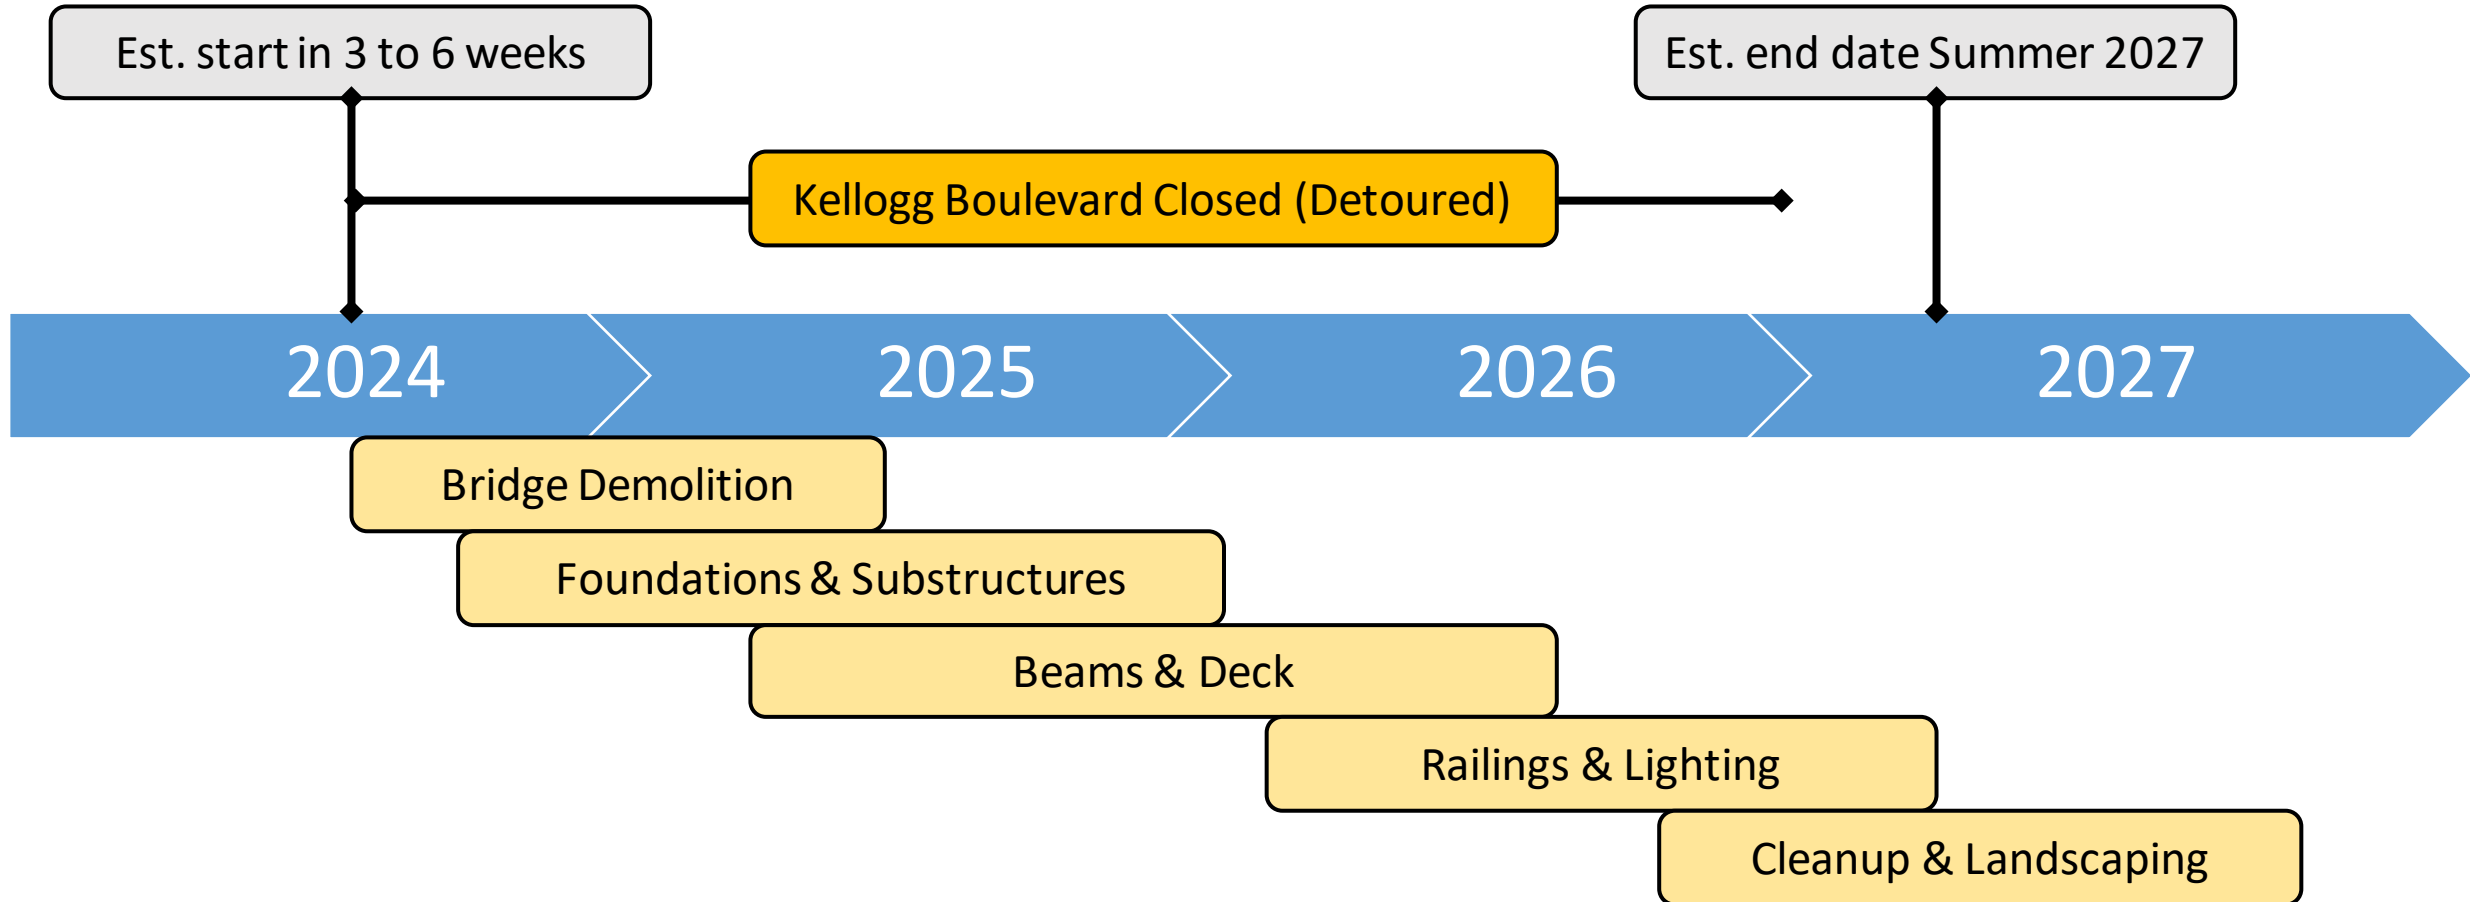 Est. start in 3 to 6 weeks
Est. end date Summer 2027
Kellogg Boulevard Closed (Detoured)
2024
2025
2026
2027
Bridge Demolition
Foundations & Substructures
Beams & Deck
Railings & Lighting
Cleanup & Landscaping